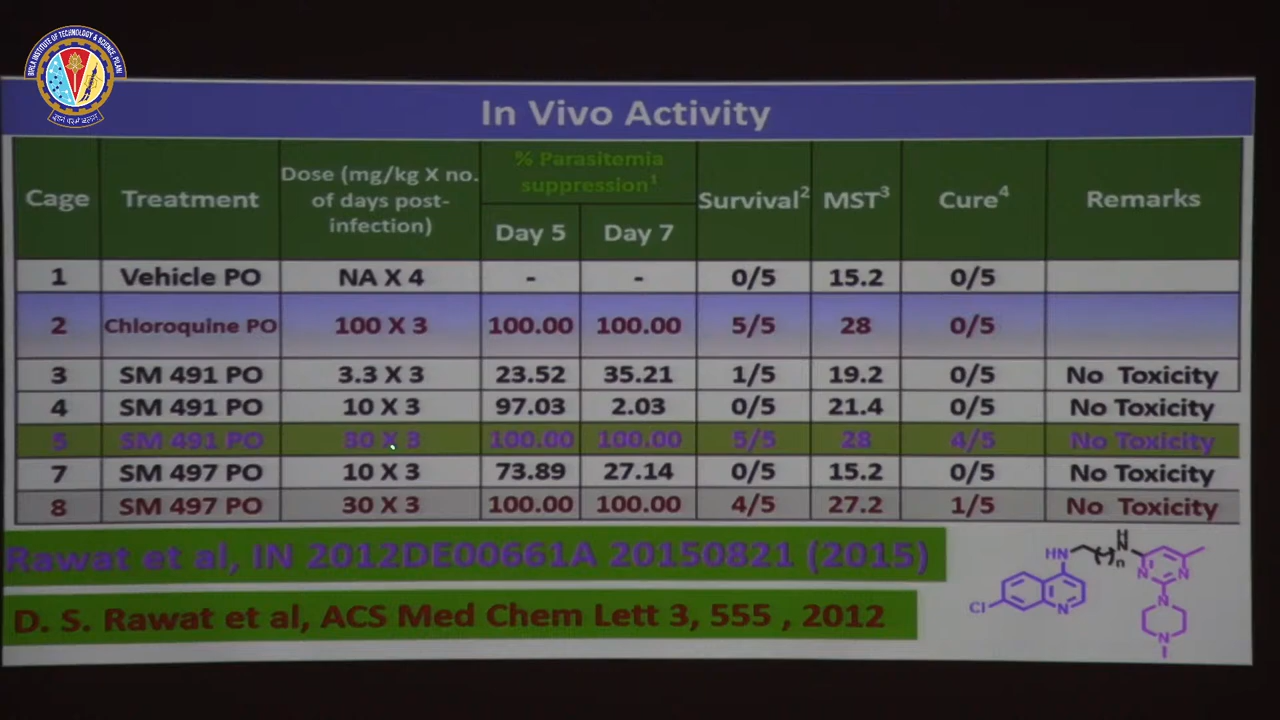 BIRLA INSTITUTE OF TECHNOLOGY & SCIENCE, PILANI
In Vivo Activity
Cage Treatment Dose (mg/kg X no. of days post-infection) % Parasitemia suppression¹ Day 5 Day 7 Survival² MST³ Cure⁴ Remarks
1 Vehicle PO NA X 4 - - 0/5 15.2 0/5
2 Chloroquine PO 100 X 3 100.00 100.00 5/5 28 0/5
3 SM 491 PO 3.3 X 3 23.52 35.21 1/5 19.2 0/5 No Toxicity
4 SM 491 PO 10 X 3 97.03 2.03 0/5 21.4 0/5 No Toxicity
5 SM 491 PO 30 X 3 100.00 100.00 5/5 28 4/5 No Toxicity
7 SM 497 PO 10 X 3 73.89 27.14 0/5 15.2 0/5 No Toxicity
8 SM 497 PO 30 X 3 100.00 100.00 4/5 27.2 1/5 No Toxicity
Rawat et al, IN 2012DE00661A 20150821 (2015)
D. S. Rawat et al, ACS Med Chem Lett 3, 555 , 2012
HN ( )n H N N N N N Cl N